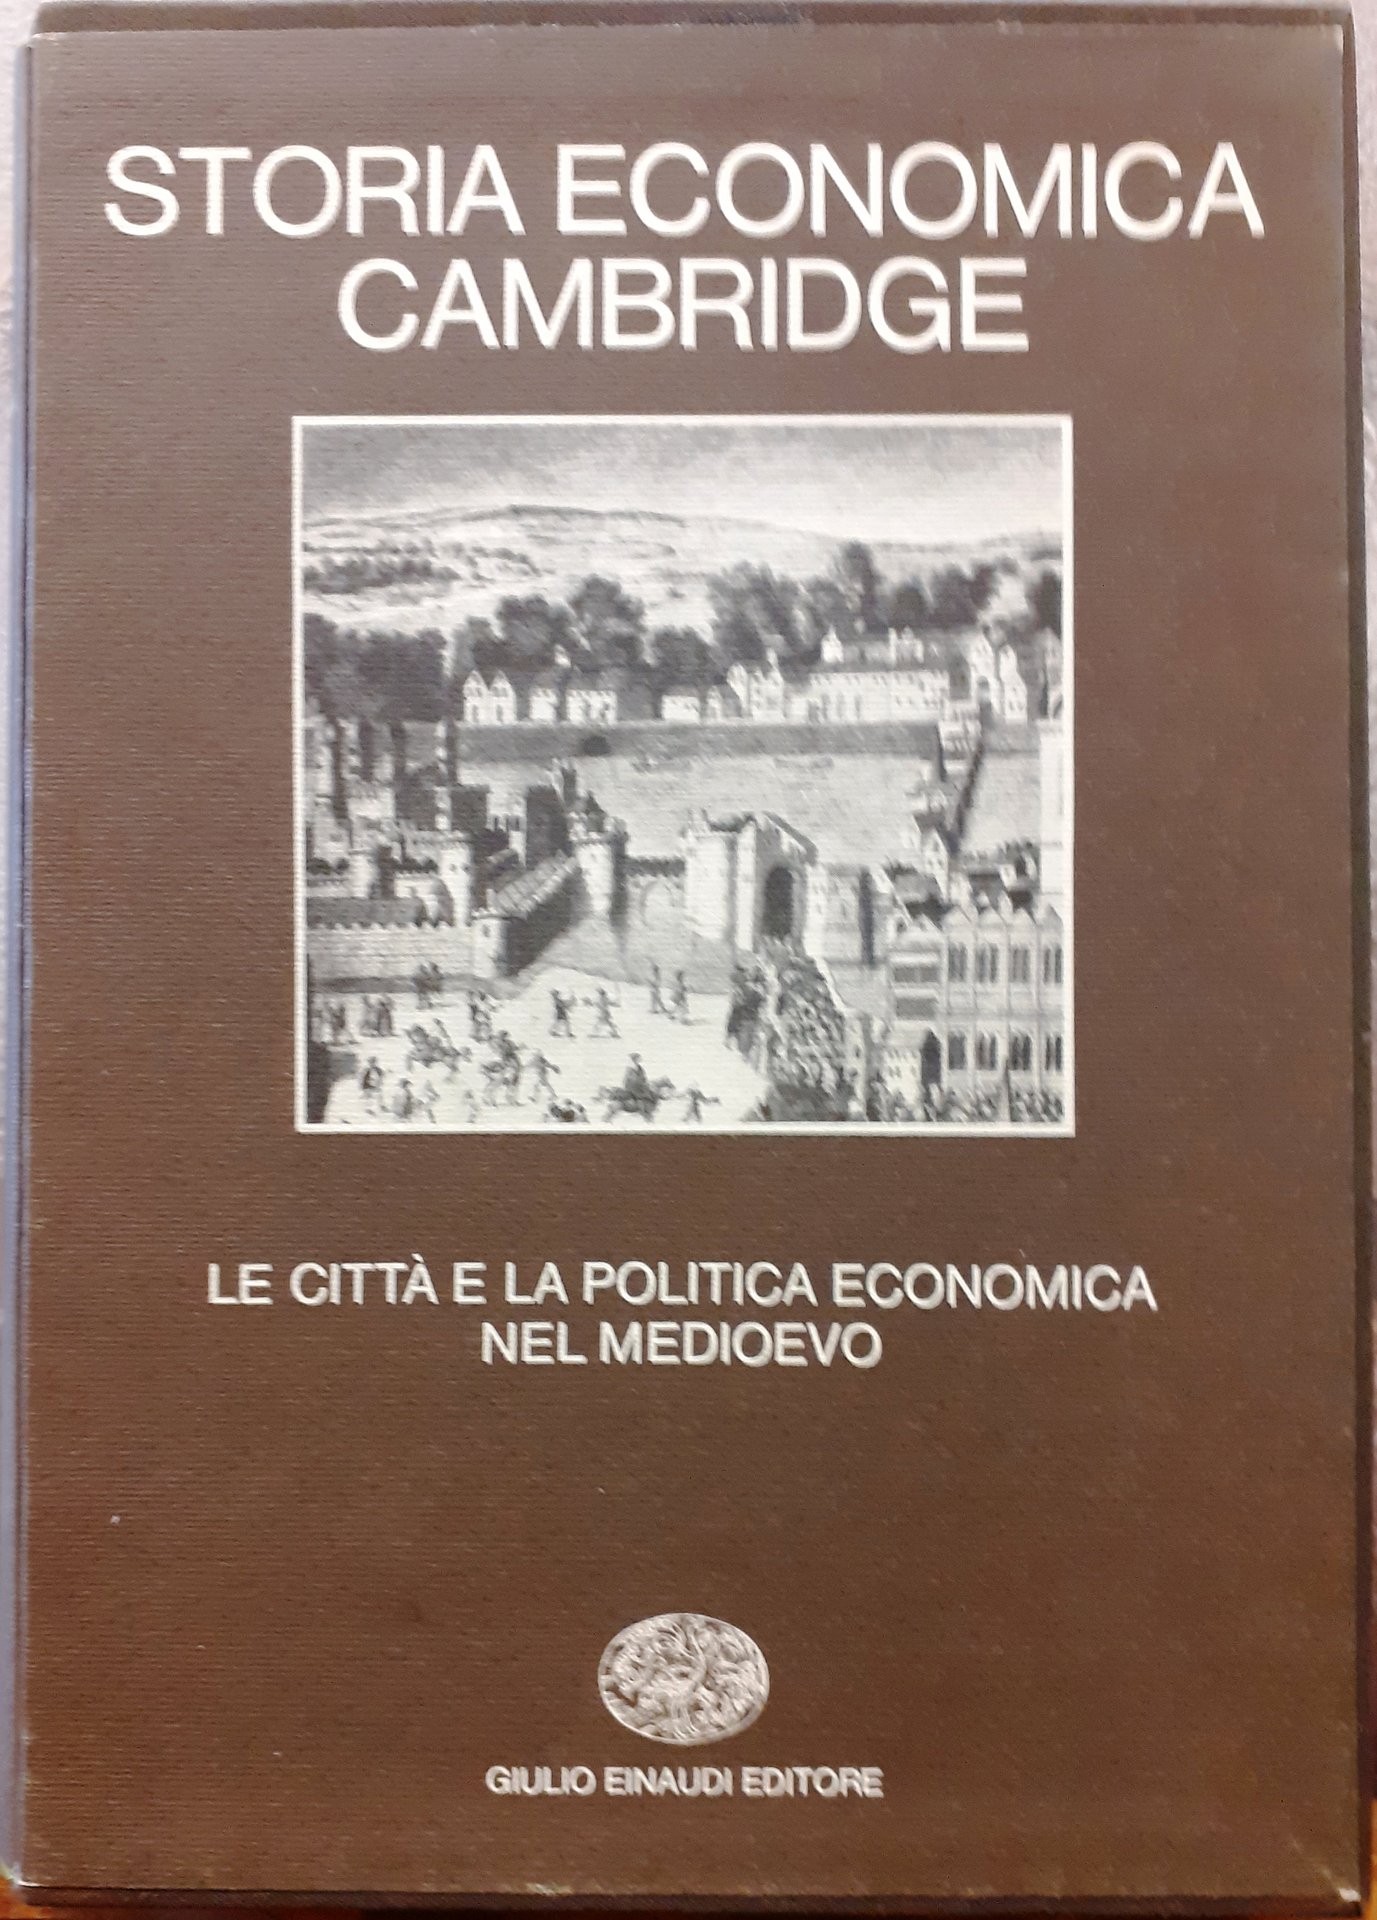 STORIA ECONOMICA
CAMBRIDGE
LE CITTÀ E LA POLITICA ECONOMICA
NEL MEDIOEVO
GIULIO EINAUDI EDITORE